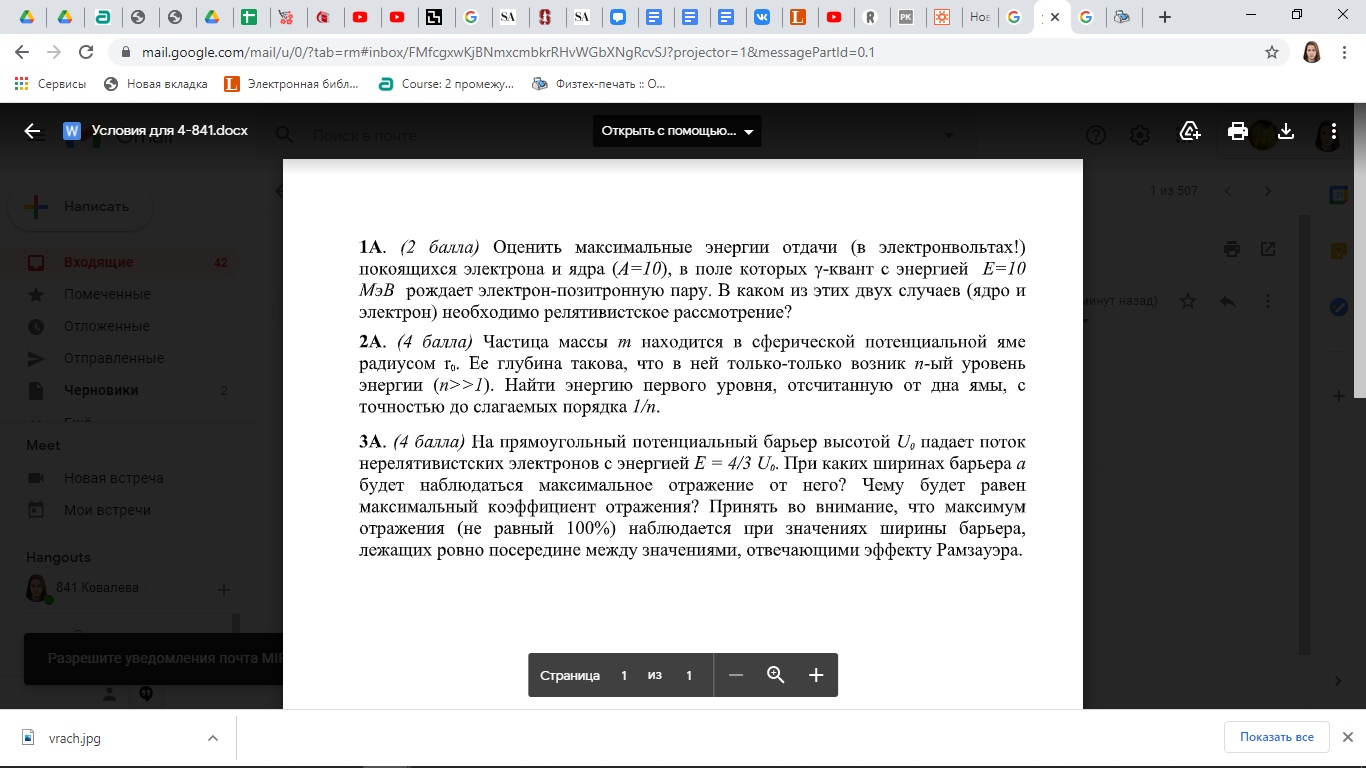 Нов
mail.google.com/mail/u/0/?tab=rm#inbox/FMfcgxwKjBNmxcmbkrRHvWGbXNgRcvSJ?projector=1&messagePartId=0.1
Сервисы Новая вкладка Электронная библ... Course: 2 промежу... Физтех-печать :: О...
Условия для 4-841.docx Поиск в почте Открыть с помощью...
Написать 1 из 507
Входящие 42
Помеченные
Отложенные
Отправленные
Черновики 2
Ещё
Meet
Новая встреча
Мои встречи
Hangouts
841 Ковалева
Разрешите уведомления почта
минут назад)
1А. (2 балла) Оценить максимальные энергии отдачи (в электронвольтах!)
покоящихся электрона и ядра (А=10), в поле которых γ-квант с энергией Е=10
МэВ рождает электрон-позитронную пару. В каком из этих двух случаев (ядро и
электрон) необходимо релятивистское рассмотрение?
2А. (4 балла) Частица массы m находится в сферической потенциальной яме
радиусом r₀. Ее глубина такова, что в ней только-только возник n-ый уровень
энергии (n>>1). Найти энергию первого уровня, отсчитанную от дна ямы, с
точностью до слагаемых порядка 1/n.
3А. (4 балла) На прямоугольный потенциальный барьер высотой U₀ падает поток
нерелятивистских электронов с энергией E = 4/3 U₀. При каких ширинах барьера a
будет наблюдаться максимальное отражение от него? Чему будет равен
максимальный коэффициент отражения? Принять во внимание, что максимум
отражения (не равный 100%) наблюдается при значениях ширины барьера,
лежащих ровно посередине между значениями, отвечающими эффекту Рамзауэра.
Страница 1 из 1
vrach.jpg Показать все